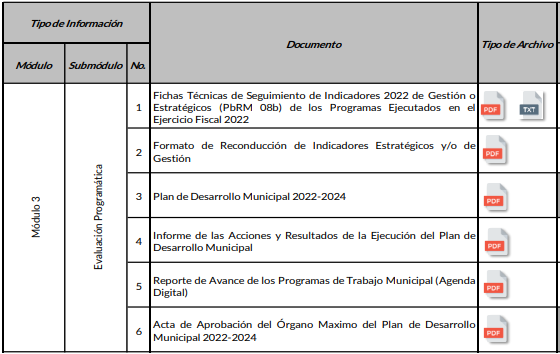 Tipo de Información
Documento
Tipo de Archivo
Módulo
Submódulo
No.
Módulo 3
Evaluación Programática
1
Fichas Técnicas de Seguimiento de Indicadores 2022 de Gestión o
Estratégicos (PbRM 08b) de los Programas Ejecutados en el
Ejercicio Fiscal 2022
PDF
TXT
2
Formato de Reconducción de Indicadores Estratégicos y/o de
Gestión
PDF
3
Plan de Desarrollo Municipal 2022-2024
PDF
4
Informe de las Acciones y Resultados de la Ejecución del Plan de
Desarrollo Municipal
PDF
5
Reporte de Avance de los Programas de Trabajo Municipal (Agenda
Digital)
PDF
6
Acta de Aprobación del Órgano Maximo del Plan de Desarrollo
Municipal 2022-2024
PDF